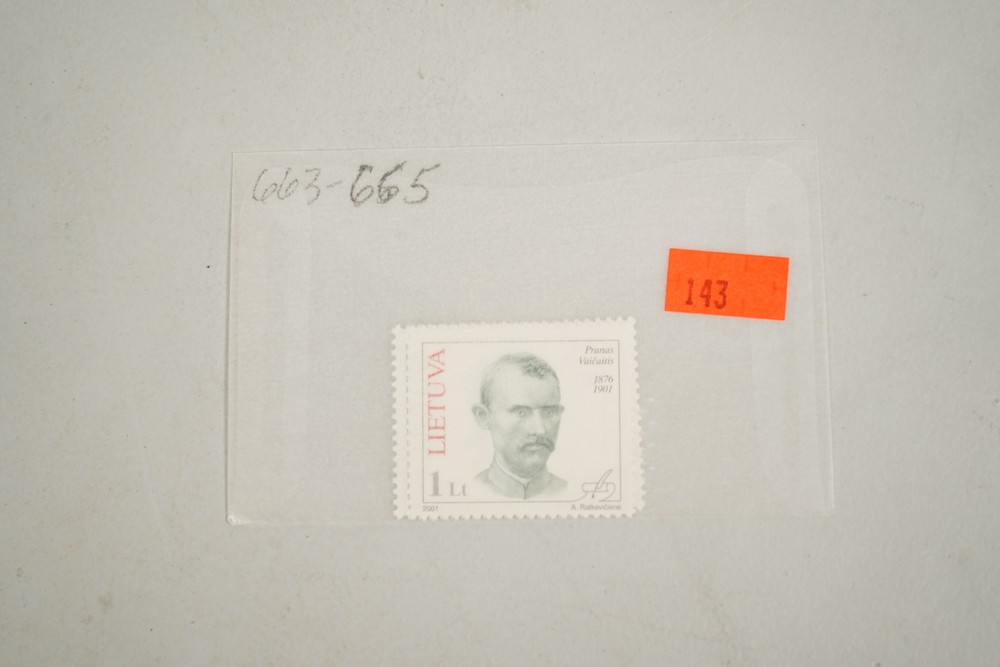 663-665
143
LIETUVA
Pranas
Vaičaitis
1876
1901
1 Lt
2001
A. Ratkevičienė